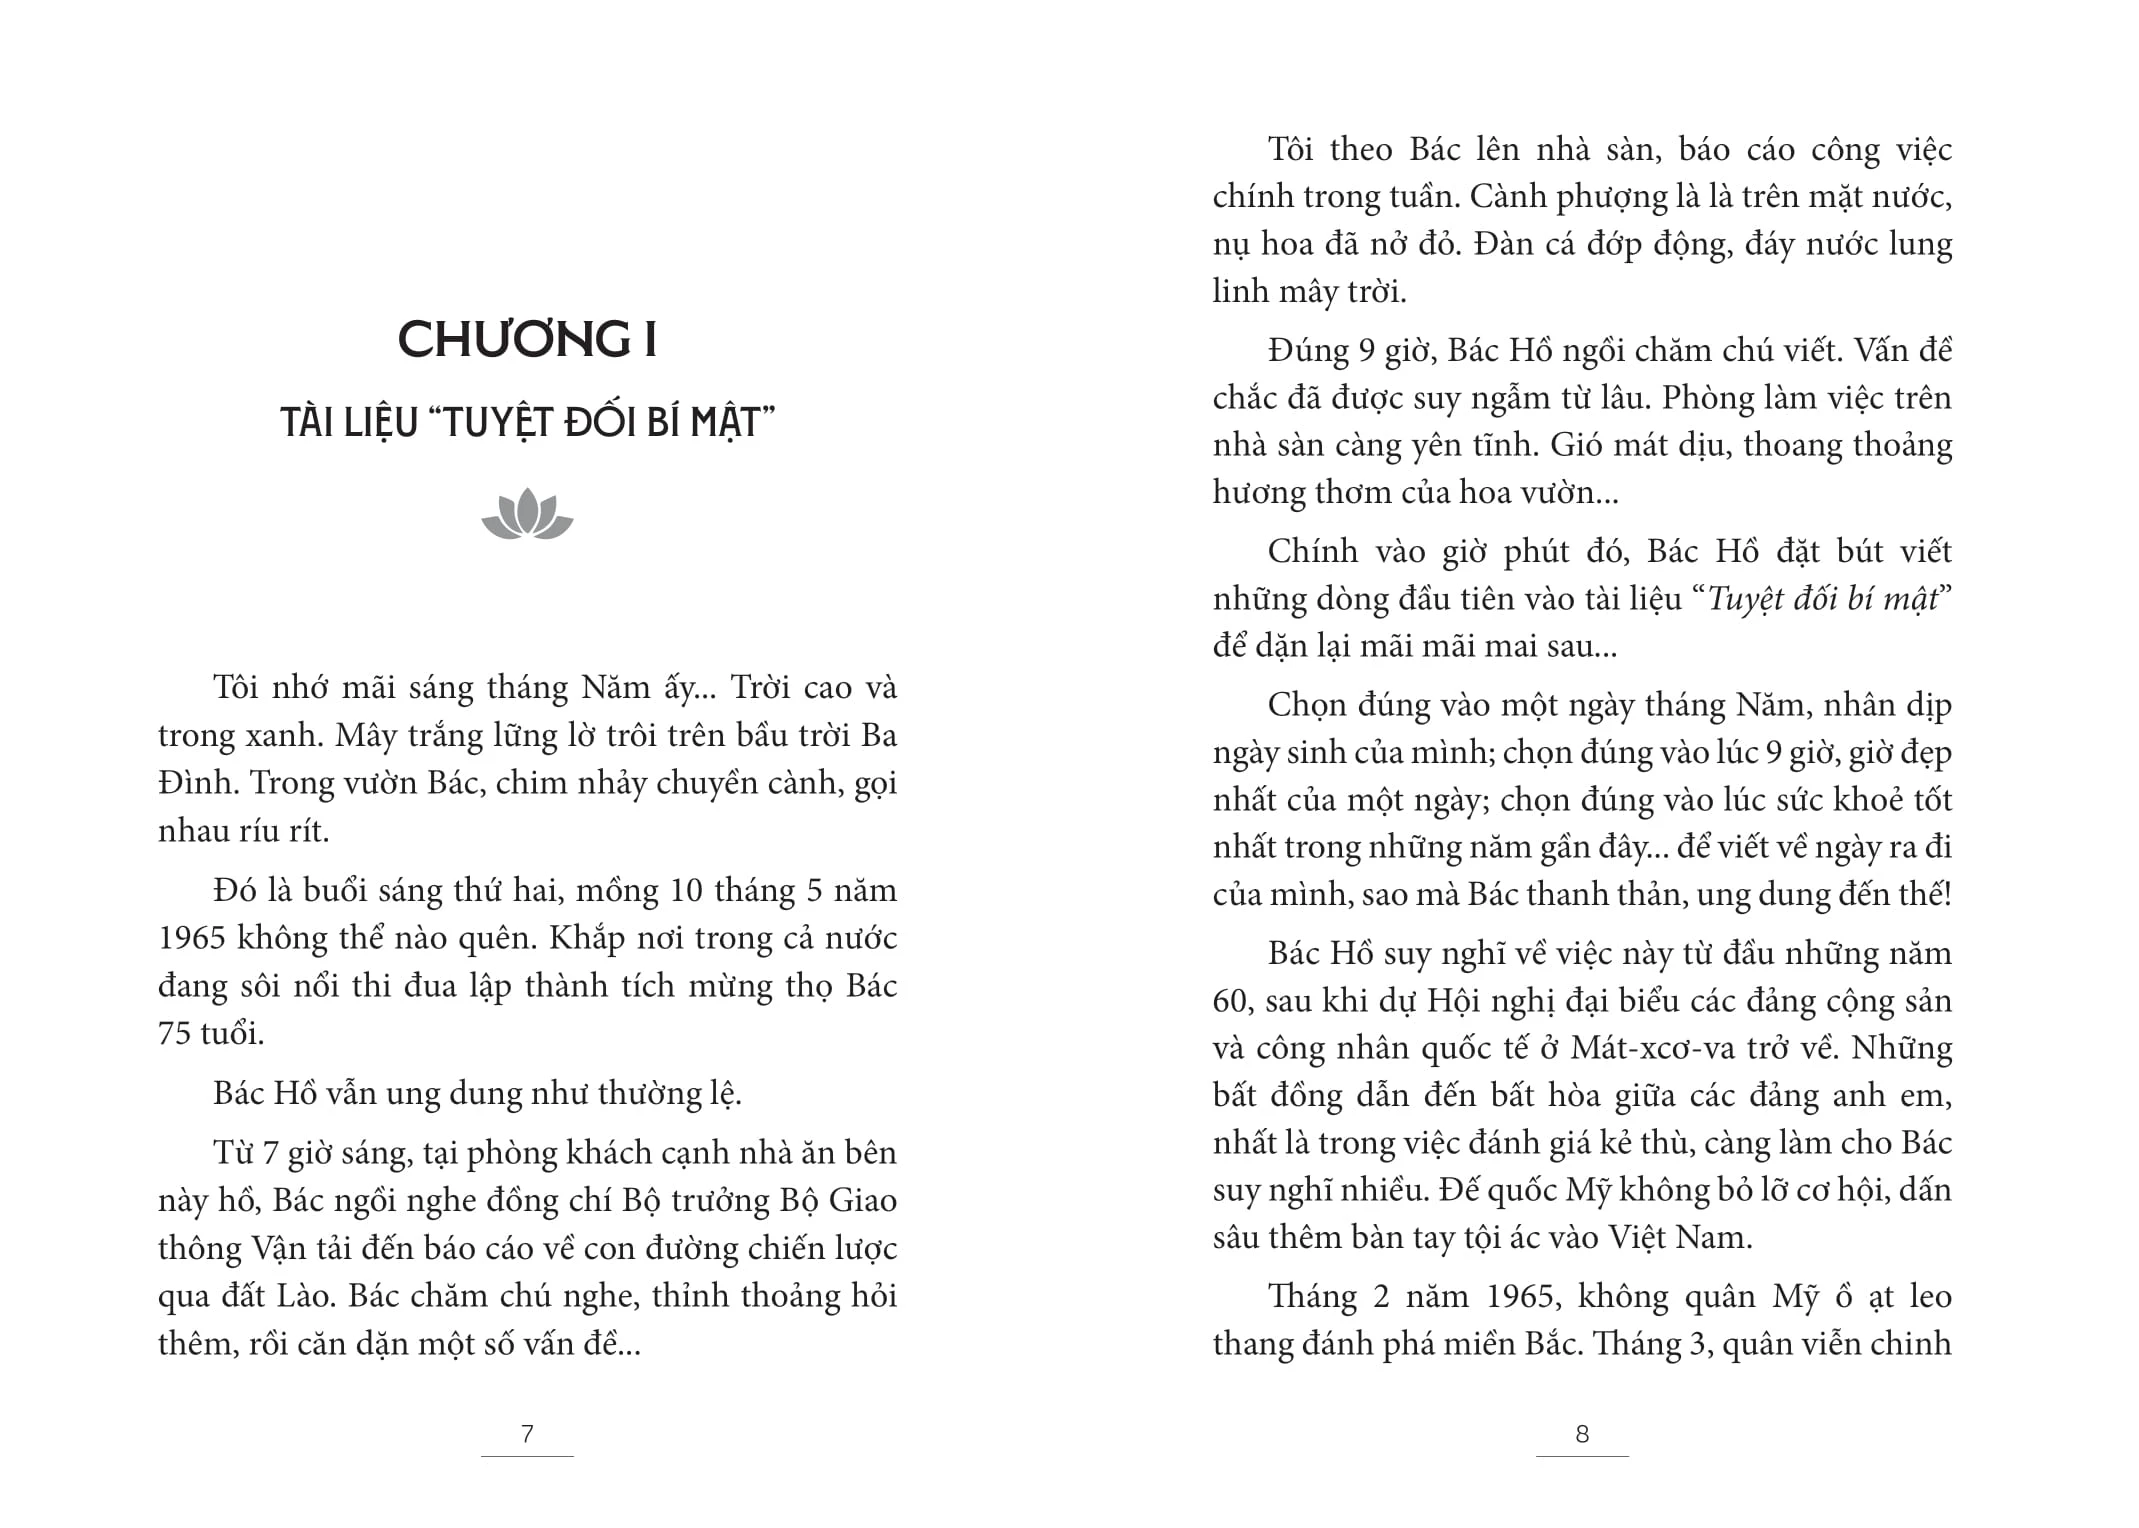 CHƯƠNG I
TÀI LIỆU “TUYỆT ĐỐI BÍ MẬT”
Tôi nhớ mãi sáng tháng Năm ấy... Trời cao và
trong xanh. Mây trắng lững lờ trôi trên bầu trời Ba
Đình. Trong vườn Bác, chim nhảy chuyền cành, gọi
nhau ríu rít.
Đó là buổi sáng thứ hai, mồng 10 tháng 5 năm
1965 không thể nào quên. Khắp nơi trong cả nước
đang sôi nổi thi đua lập thành tích mừng thọ Bác
75 tuổi.
Bác Hồ vẫn ung dung như thường lệ.
Từ 7 giờ sáng, tại phòng khách cạnh nhà ăn bên
này hồ, Bác ngồi nghe đồng chí Bộ trưởng Bộ Giao
thông Vận tải đến báo cáo về con đường chiến lược
qua đất Lào. Bác chăm chú nghe, thỉnh thoảng hỏi
thêm, rồi căn dặn một số vấn đề...
7
Tôi theo Bác lên nhà sàn, báo cáo công việc
chính trong tuần. Cành phượng là là trên mặt nước,
nụ hoa đã nở đỏ. Đàn cá đớp động, đáy nước lung
linh mây trời.
Đúng 9 giờ, Bác Hồ ngồi chăm chú viết. Vấn đề
chắc đã được suy ngẫm từ lâu. Phòng làm việc trên
nhà sàn càng yên tĩnh. Gió mát dịu, thoang thoảng
hương thơm của hoa vườn...
Chính vào giờ phút đó, Bác Hồ đặt bút viết
những dòng đầu tiên vào tài liệu “Tuyệt đối bí mật”
để dặn lại mãi mãi mai sau...
Chọn đúng vào một ngày tháng Năm, nhân dịp
ngày sinh của mình; chọn đúng vào lúc 9 giờ, giờ đẹp
nhất của một ngày; chọn đúng vào lúc sức khoẻ tốt
nhất trong những năm gần đây... để viết về ngày ra đi
của mình, sao mà Bác thanh thản, ung dung đến thế!
Bác Hồ suy nghĩ về việc này từ đầu những năm
60, sau khi dự Hội nghị đại biểu các đảng cộng sản
và công nhân quốc tế ở Mát-xcơ-va trở về. Những
bất đồng dẫn đến bất hòa giữa các đảng anh em,
nhất là trong việc đánh giá kẻ thù, càng làm cho Bác
suy nghĩ nhiều. Đế quốc Mỹ không bỏ lỡ cơ hội, dấn
sâu thêm bàn tay tội ác vào Việt Nam.
Tháng 2 năm 1965, không quân Mỹ ồ ạt leo
thang đánh phá miền Bắc. Tháng 3, quân viễn chinh
8